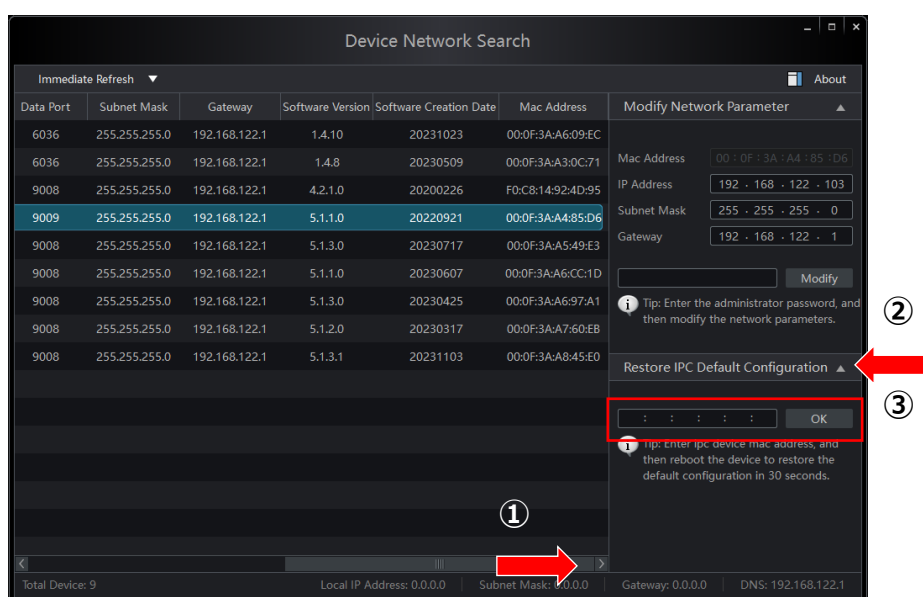 Device Network Search
Immediate Refresh ▼ About
Data Port Subnet Mask Gateway Software Version Software Creation Date Mac Address
6036 255.255.255.0 192.168.122.1 1.4.10 20231023 00:0F:3A:A6:09:EC
6036 255.255.255.0 192.168.122.1 1.4.8 20230509 00:0F:3A:A3:0C:71
9008 255.255.255.0 192.168.122.1 4.2.1.0 20200226 F0:C8:14:92:4D:95
9009 255.255.255.0 192.168.122.1 5.1.1.0 20220921 00:0F:3A:A4:85:D6
9008 255.255.255.0 192.168.122.1 5.1.3.0 20230717 00:0F:3A:A5:49:E3
9008 255.255.255.0 192.168.122.1 5.1.1.0 20230607 00:0F:3A:A6:CC:1D
9008 255.255.255.0 192.168.122.1 5.1.3.0 20230425 00:0F:3A:A6:97:A1
9008 255.255.255.0 192.168.122.1 5.1.2.0 20230317 00:0F:3A:A7:60:EB
9008 255.255.255.0 192.168.122.1 5.1.3.1 20231103 00:0F:3A:A8:45:E0
Modify Network Parameter ▲
Mac Address 00 : 0F : 3A : A4 : 85 : D6
IP Address 192 . 168 . 122 . 103
Subnet Mask 255 . 255 . 255 . 0
Gateway 192 . 168 . 122 . 1
Modify
Tip: Enter the administrator password, and
then modify the network parameters.
②
Restore IPC Default Configuration ▲
③
: : : : : OK
Tip: Enter ipc device mac address, and
then reboot the device to restore the
default configuration in 30 seconds.
①
Total Device: 9 Local IP Address: 0.0.0.0 Subnet Mask: 0.0.0.0 Gateway: 0.0.0.0 DNS: 192.168.122.1